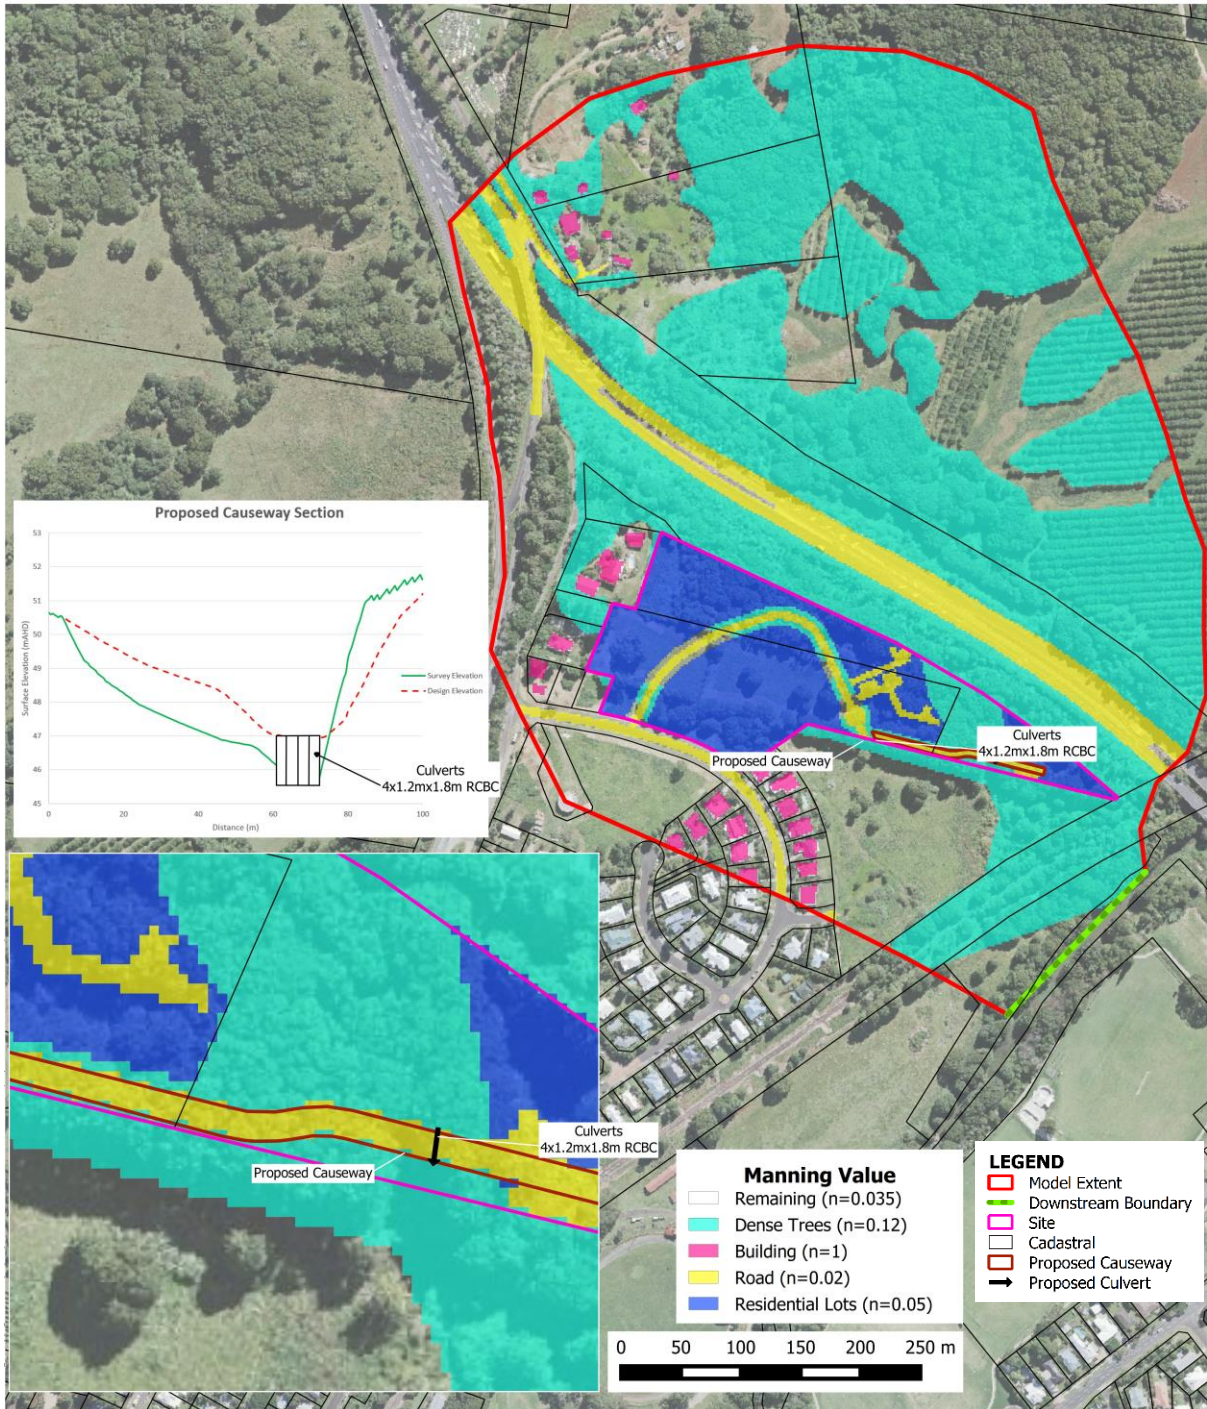 Proposed Causeway Section
53
52
51
50
49
48
47
46
45
Surface Elevation (mAHD)
0
20
40
60
80
100
Distance (m)
Survey Elevation
Design Elevation
Culverts
4x1.2mx1.8m RCBC
Culverts
4x1.2mx1.8m RCBC
Proposed Causeway
Culverts
4x1.2mx1.8m RCBC
Proposed Causeway
Manning Value
Remaining (n=0.035)
Dense Trees (n=0.12)
Building (n=1)
Road (n=0.02)
Residential Lots (n=0.05)
LEGEND
Model Extent
Downstream Boundary
Site
Cadastral
Proposed Causeway
Proposed Culvert
0 50 100 150 200 250 m